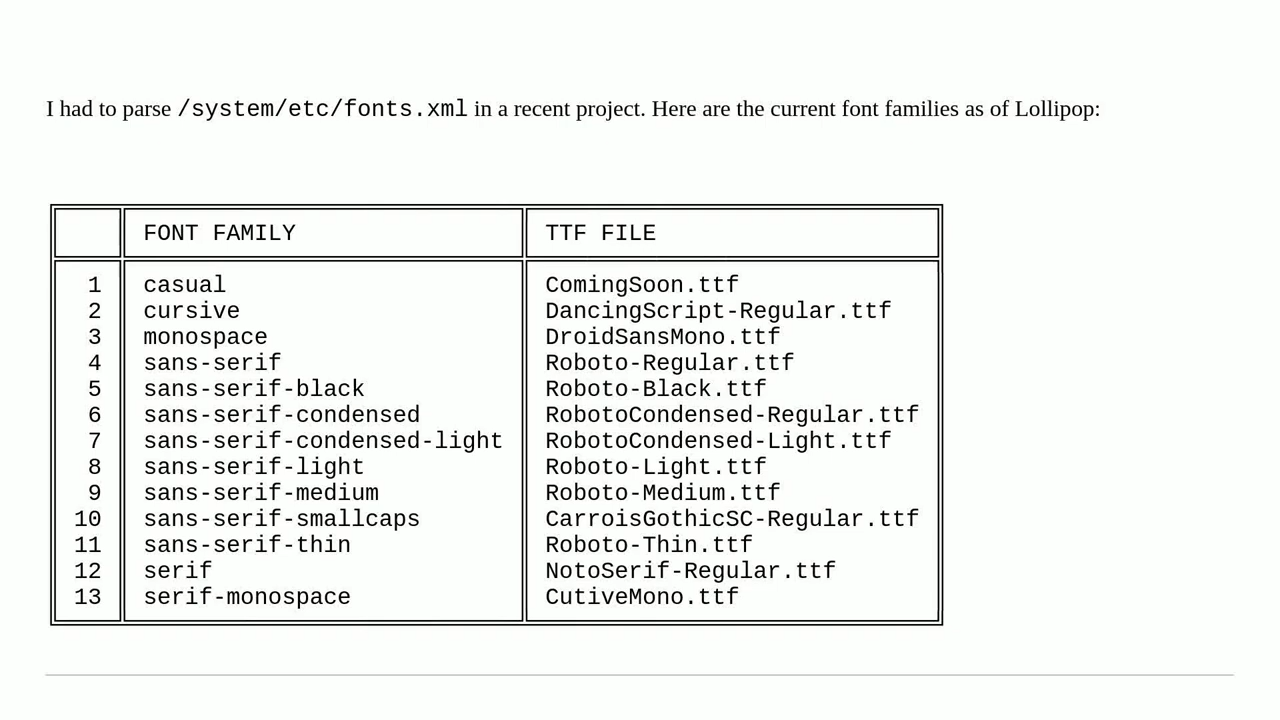 I had to parse /system/etc/fonts.xml in a recent project. Here are the current font families as of Lollipop:
FONT FAMILY TTF FILE
1 casual ComingSoon.ttf
2 cursive DancingScript-Regular.ttf
3 monospace DroidSansMono.ttf
4 sans-serif Roboto-Regular.ttf
5 sans-serif-black Roboto-Black.ttf
6 sans-serif-condensed RobotoCondensed-Regular.ttf
7 sans-serif-condensed-light RobotoCondensed-Light.ttf
8 sans-serif-light Roboto-Light.ttf
9 sans-serif-medium Roboto-Medium.ttf
10 sans-serif-smallcaps CarroisGothicSC-Regular.ttf
11 sans-serif-thin Roboto-Thin.ttf
12 serif NotoSerif-Regular.ttf
13 serif-monospace CutiveMono.ttf